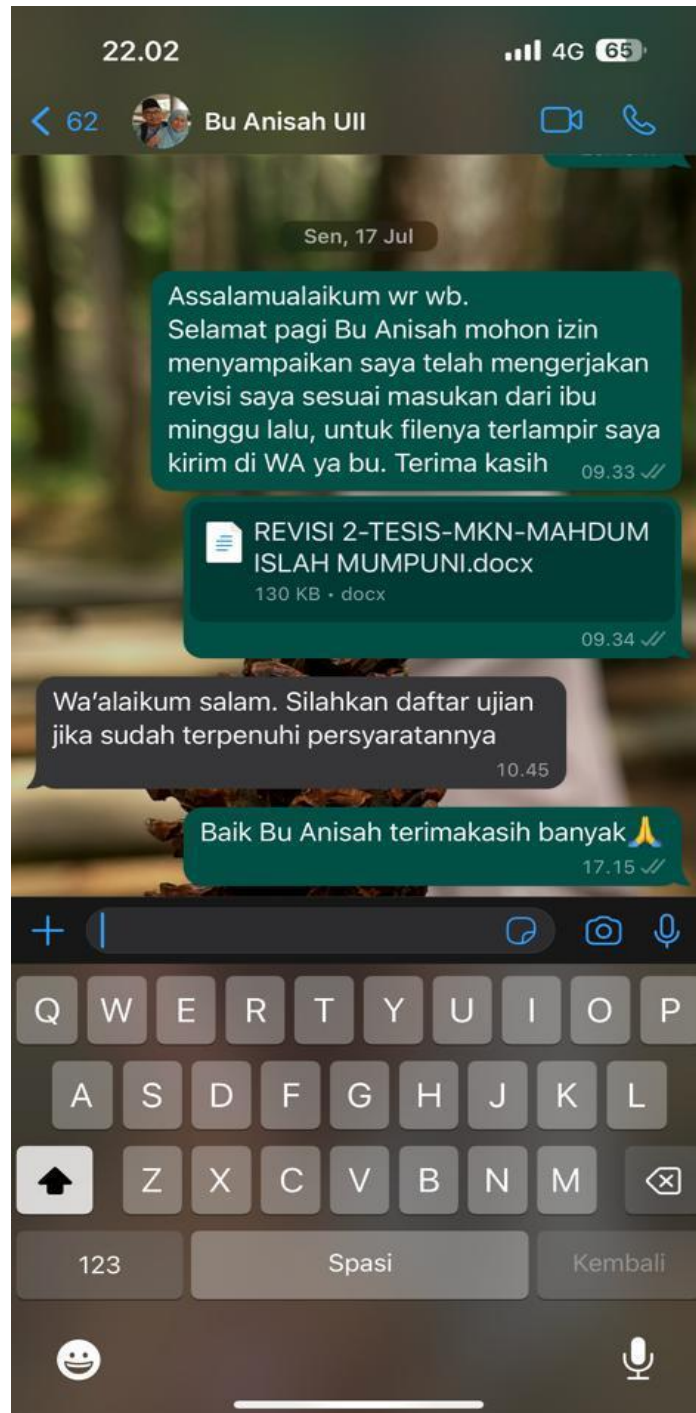 22.02 4G 65
62 Bu Anisah UII
Sen, 17 Jul
Assalamualaikum wr wb.
Selamat pagi Bu Anisah mohon izin
menyampaikan saya telah mengerjakan
revisi saya sesuai masukan dari ibu
minggu lalu, untuk filenya terlampir saya
kirim di WA ya bu. Terima kasih 09.33
REVISI 2-TESIS-MKN-MAHDUM
ISLAH MUMPUNI.docx
130 KB • docx
09.34
Wa’alaikum salam. Silahkan daftar ujian
jika sudah terpenuhi persyaratannya
10.45
Baik Bu Anisah terimakasih banyak🙏
17.15
Q W E R T Y U I O P
A S D F G H J K L
Z X C V B N M
123 Spasi Kembali